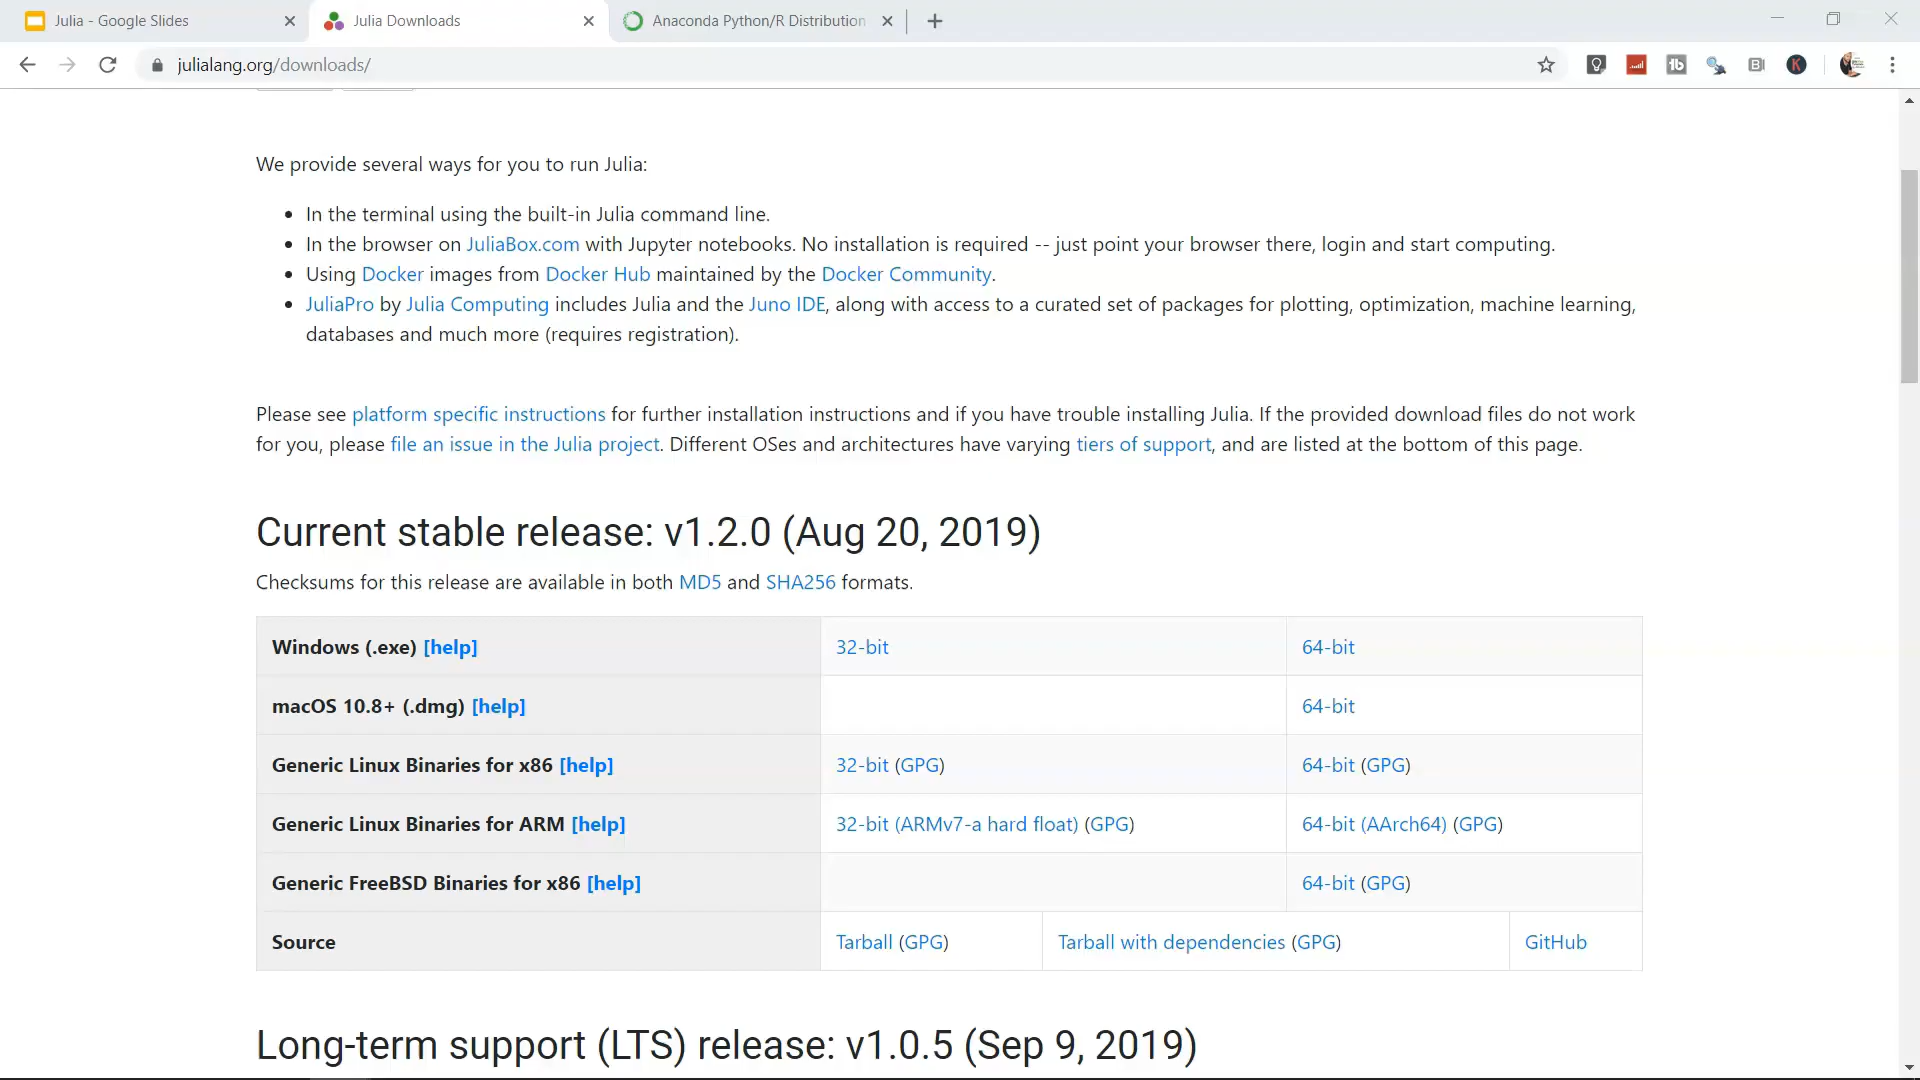 Julia - Google Slides
Julia Downloads
Anaconda Python/R Distribution
julialang.org/downloads/
We provide several ways for you to run Julia:
In the terminal using the built-in Julia command line.
In the browser on JuliaBox.com with Jupyter notebooks. No installation is required -- just point your browser there, login and start computing.
Using Docker images from Docker Hub maintained by the Docker Community.
JuliaPro by Julia Computing includes Julia and the Juno IDE, along with access to a curated set of packages for plotting, optimization, machine learning,
databases and much more (requires registration).
Please see platform specific instructions for further installation instructions and if you have trouble installing Julia. If the provided download files do not work
for you, please file an issue in the Julia project. Different OSes and architectures have varying tiers of support, and are listed at the bottom of this page.
Current stable release: v1.2.0 (Aug 20, 2019)
Checksums for this release are available in both MD5 and SHA256 formats.
Windows (.exe) [help] 32-bit 64-bit
macOS 10.8+ (.dmg) [help] 64-bit
Generic Linux Binaries for x86 [help] 32-bit (GPG) 64-bit (GPG)
Generic Linux Binaries for ARM [help] 32-bit (ARMv7-a hard float) (GPG) 64-bit (AArch64) (GPG)
Generic FreeBSD Binaries for x86 [help] 64-bit (GPG)
Source Tarball (GPG) Tarball with dependencies (GPG) GitHub
Long-term support (LTS) release: v1.0.5 (Sep 9, 2019)